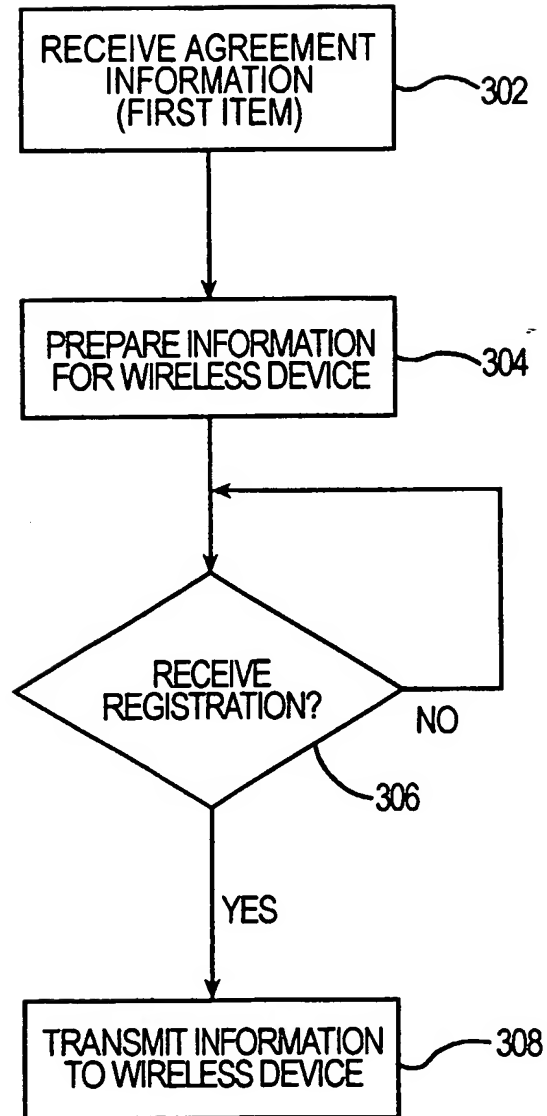 RECEIVE AGREEMENT
INFORMATION
(FIRST ITEM)
302
PREPARE INFORMATION
FOR WIRELESS DEVICE
304
RECEIVE
REGISTRATION?
NO
306
YES
TRANSMIT INFORMATION
TO WIRELESS DEVICE
308